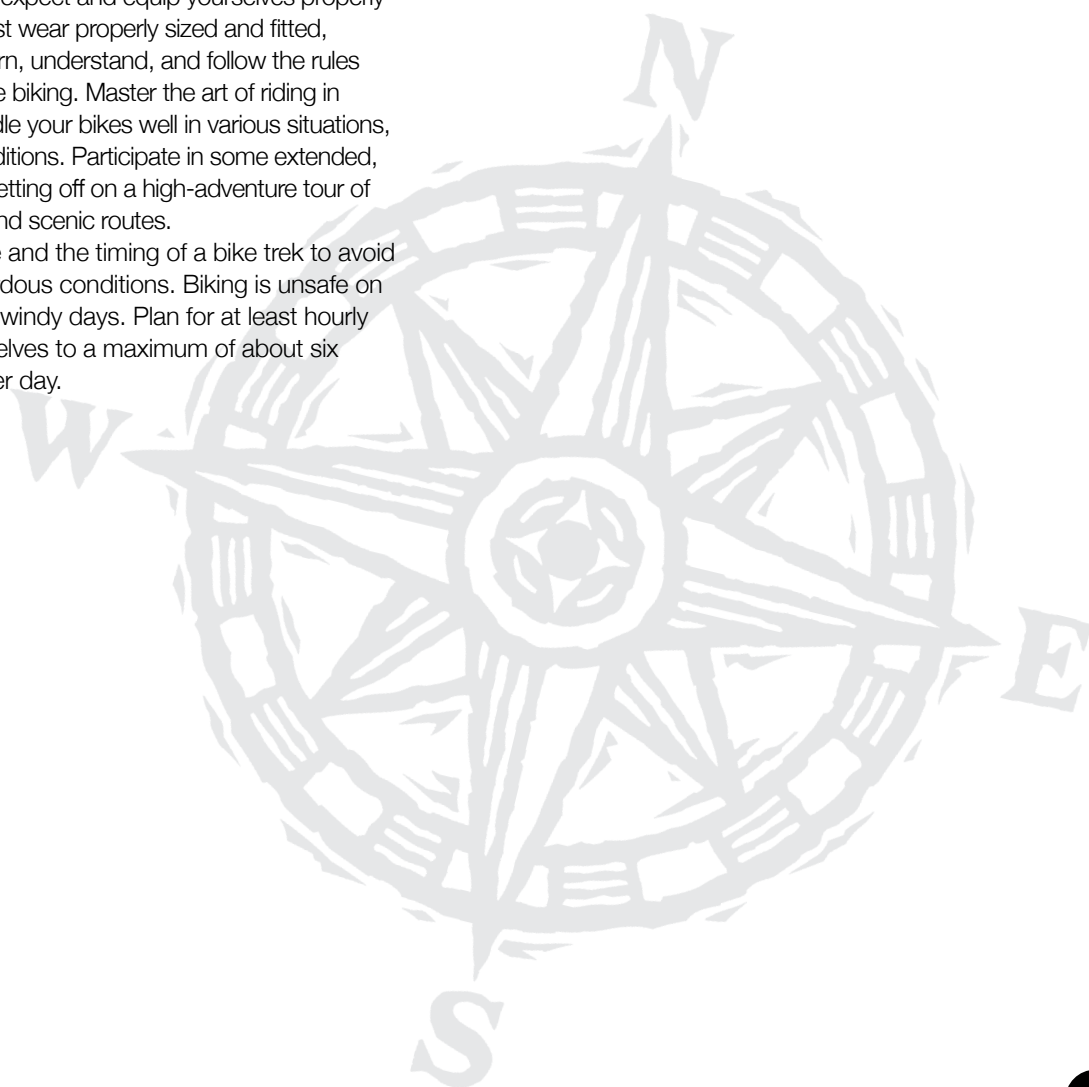 expect and equip yourselves properly
st wear properly sized and fitted,
rn, understand, and follow the rules
e biking. Master the art of riding in
dle your bikes well in various situations,
ditions. Participate in some extended,
etting off on a high-adventure tour of
nd scenic routes.
e and the timing of a bike trek to avoid
rdous conditions. Biking is unsafe on
windy days. Plan for at least hourly
elves to a maximum of about six
er day.
N
W
E
S